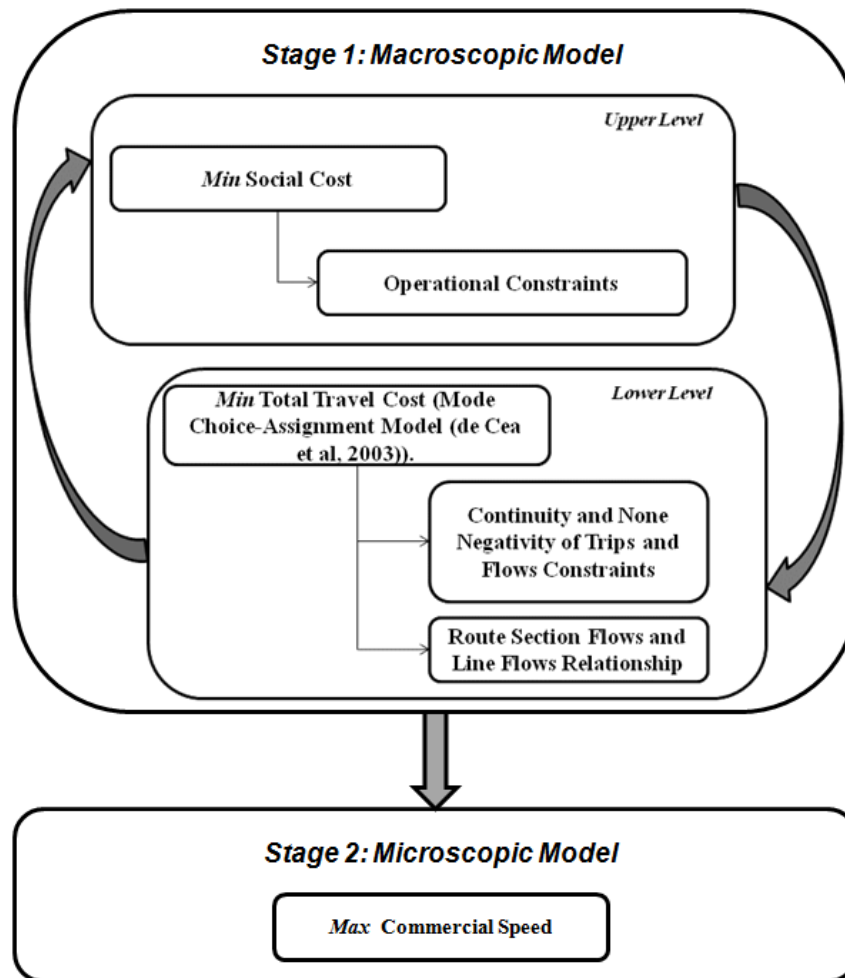 Stage 1: Macroscopic Model
Upper Level
Min Social Cost
Operational Constraints
Lower Level
Min Total Travel Cost (Mode
Choice-Assignment Model (de Cea
et al, 2003)).
Continuity and None
Negativity of Trips and
Flows Constraints
Route Section Flows and
Line Flows Relationship
Stage 2: Microscopic Model
Max Commercial Speed